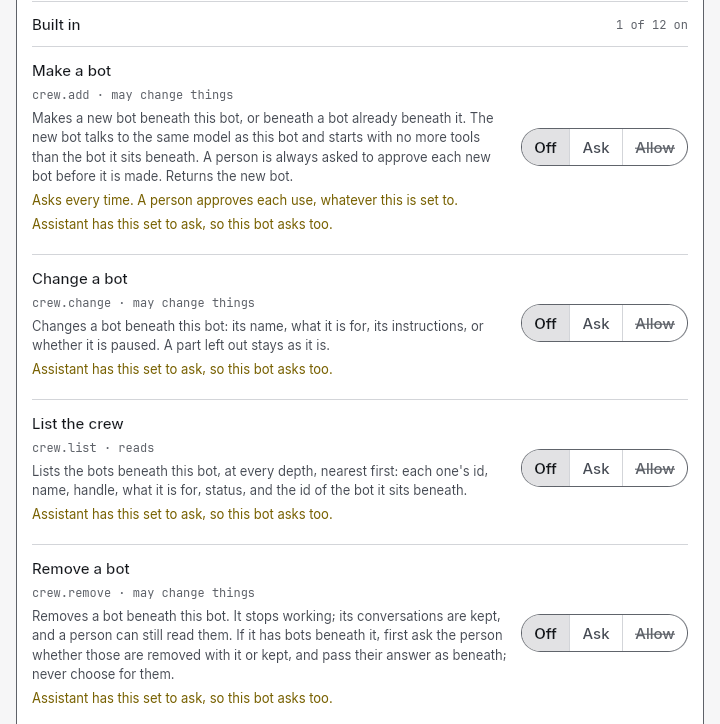 Built in
1 of 12 on
Make a bot
crew.add · may change things
Makes a new bot beneath this bot, or beneath a bot already beneath it. The
new bot talks to the same model as this bot and starts with no more tools
than the bot it sits beneath. A person is always asked to approve each new
bot before it is made. Returns the new bot.
Asks every time. A person approves each use, whatever this is set to.
Assistant has this set to ask, so this bot asks too.
Off Ask Allow
Change a bot
crew.change · may change things
Changes a bot beneath this bot: its name, what it is for, its instructions, or
whether it is paused. A part left out stays as it is.
Assistant has this set to ask, so this bot asks too.
Off Ask Allow
List the crew
crew.list · reads
Lists the bots beneath this bot, at every depth, nearest first: each one's id,
name, handle, what it is for, status, and the id of the bot it sits beneath.
Assistant has this set to ask, so this bot asks too.
Off Ask Allow
Remove a bot
crew.remove · may change things
Removes a bot beneath this bot. It stops working; its conversations are kept,
and a person can still read them. If it has bots beneath it, first ask the person
whether those are removed with it or kept, and pass their answer as beneath;
never choose for them.
Assistant has this set to ask, so this bot asks too.
Off Ask Allow